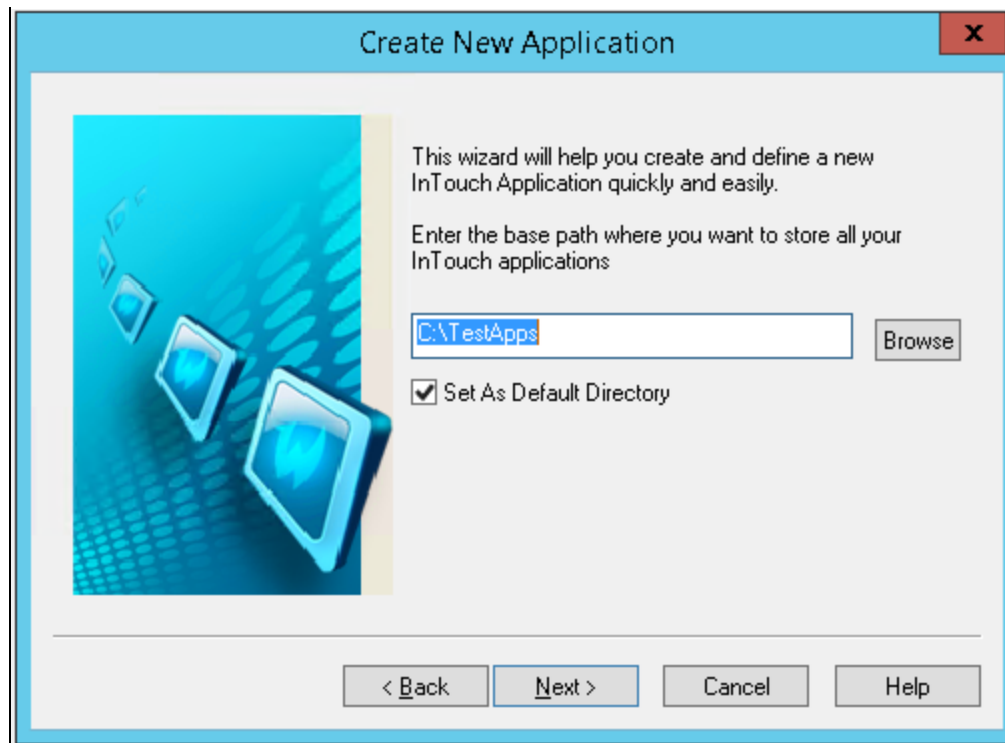 Create New Application
x
This wizard will help you create and define a new
InTouch Application quickly and easily.
Enter the base path where you want to store all your
InTouch applications
C:\TestApps
Browse
Set As Default Directory
< Back
Next >
Cancel
Help